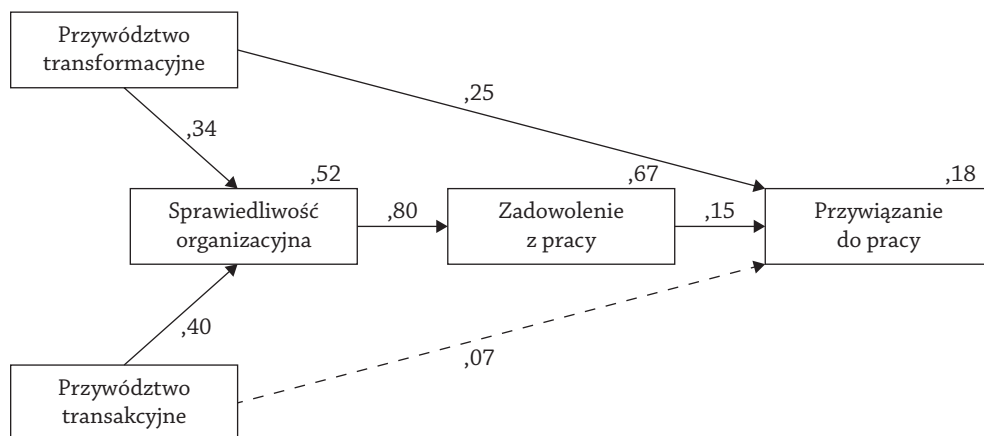 Przywództwo
transformacyjne
,25
,34
,52
,67
,18
Sprawiedliwość
organizacyjna
,80
Zadowolenie
z pracy
,15
Przywiązanie
do pracy
,40
,07
Przywództwo
transakcyjne